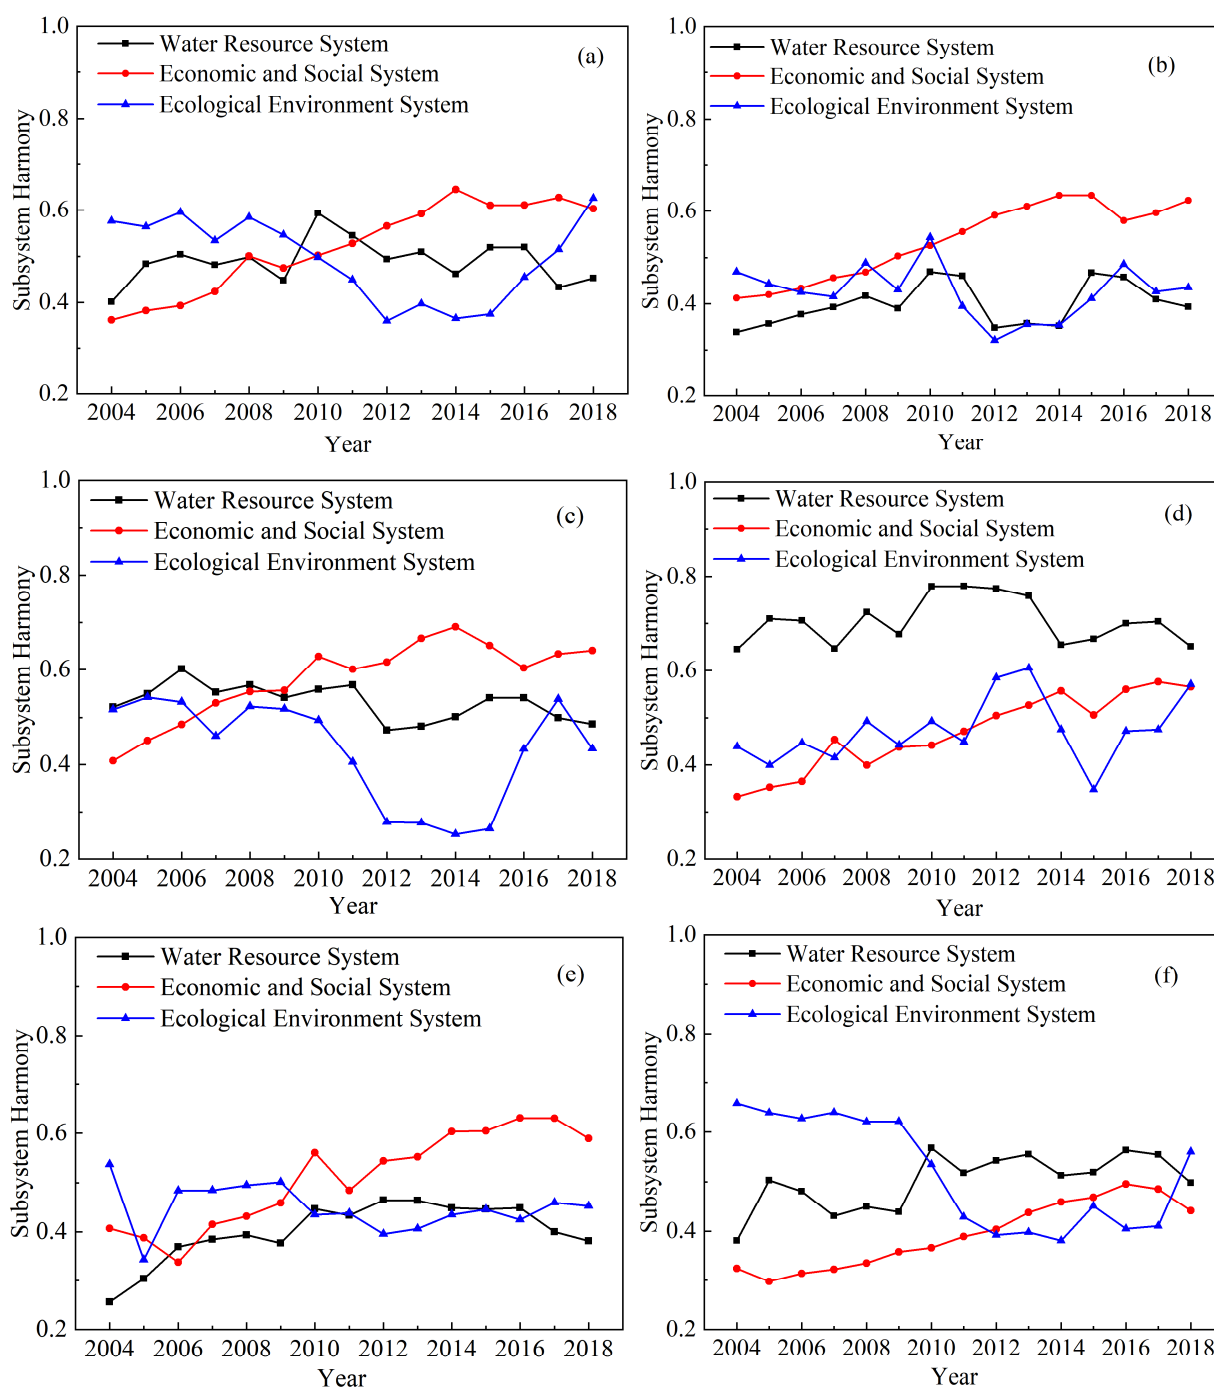 1.0
Water Resource System
Economic and Social System
Ecological Environment System
(a)
0.8
0.6
0.4
0.2
Subsystem Harmony
2004 2006 2008 2010 2012 2014 2016 2018
Year
1.0
Water Resource System
Economic and Social System
Ecological Environment System
(b)
0.8
0.6
0.4
0.2
Subsystem Harmony
2004 2006 2008 2010 2012 2014 2016 2018
Year
1.0
Water Resource System
Economic and Social System
Ecological Environment System
(c)
0.8
0.6
0.4
0.2
Subsystem Harmony
2004 2006 2008 2010 2012 2014 2016 2018
Year
1.0
Water Resource System
Economic and Social System
Ecological Environment System
(d)
0.8
0.6
0.4
0.2
Subsystem Harmony
2004 2006 2008 2010 2012 2014 2016 2018
Year
1.0
Water Resource System
Economic and Social System
Ecological Environment System
(e)
0.8
0.6
0.4
0.2
Subsystem Harmony
2004 2006 2008 2010 2012 2014 2016 2018
Year
1.0
Water Resource System
Economic and Social System
Ecological Environment System
(f)
0.8
0.6
0.4
0.2
Subsystem Harmony
2004 2006 2008 2010 2012 2014 2016 2018
Year